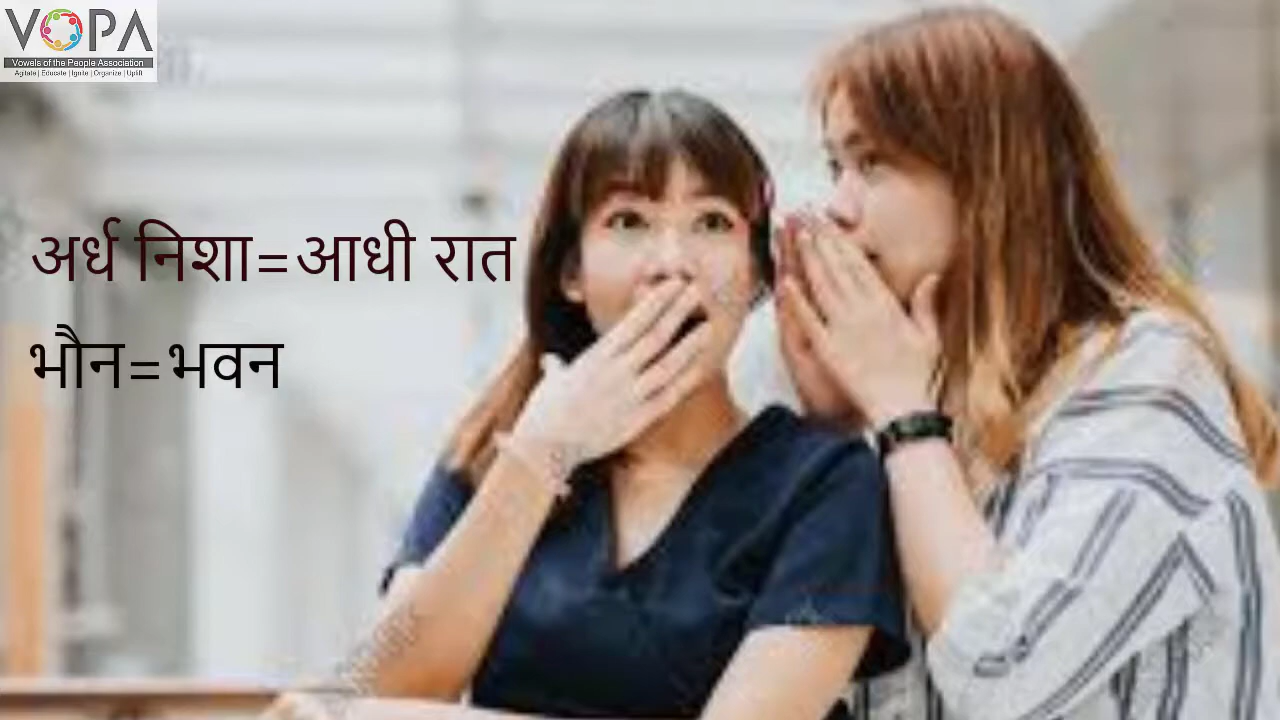 VOPA
Vowels of the People Association
Agitate | Educate | Ignite | Organize | Uplift
अर्ध निशा=आधी रात
भौन=भवन